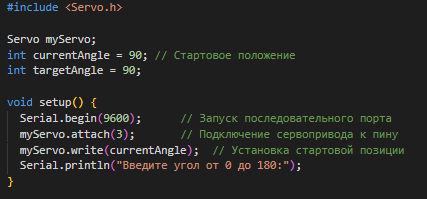 #include <Servo.h>

Servo myServo;
int currentAngle = 90; // Стартовое положение
int targetAngle = 90;

void setup() {
  Serial.begin(9600);      // Запуск последовательного порта
  myServo.attach(3);       // Подключение сервопривода к пину
  myServo.write(currentAngle);  // Установка стартовой позиции
  Serial.println("Введите угол от 0 до 180:");
}